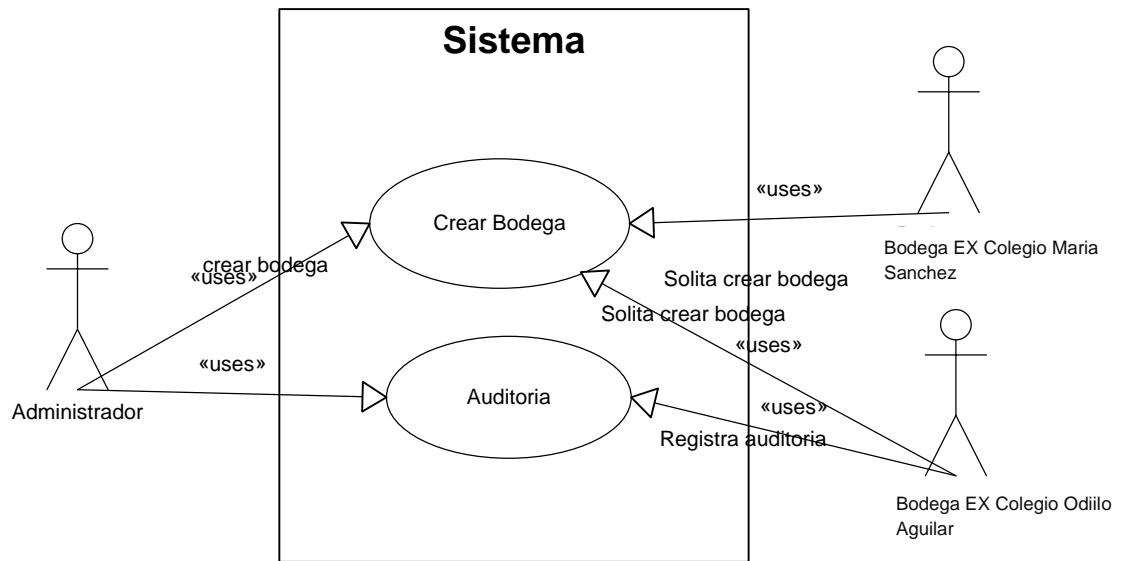 Sistema
«uses»
Crear Bodega
Bodega EX Colegio Maria
Sanchez
crear bodega
«uses»
Solita crear bodega
Solita crear bodega
«uses»
«uses»
Auditoria
«uses»
Administrador
Registra auditoria
Bodega EX Colegio Odiilo
Aguilar